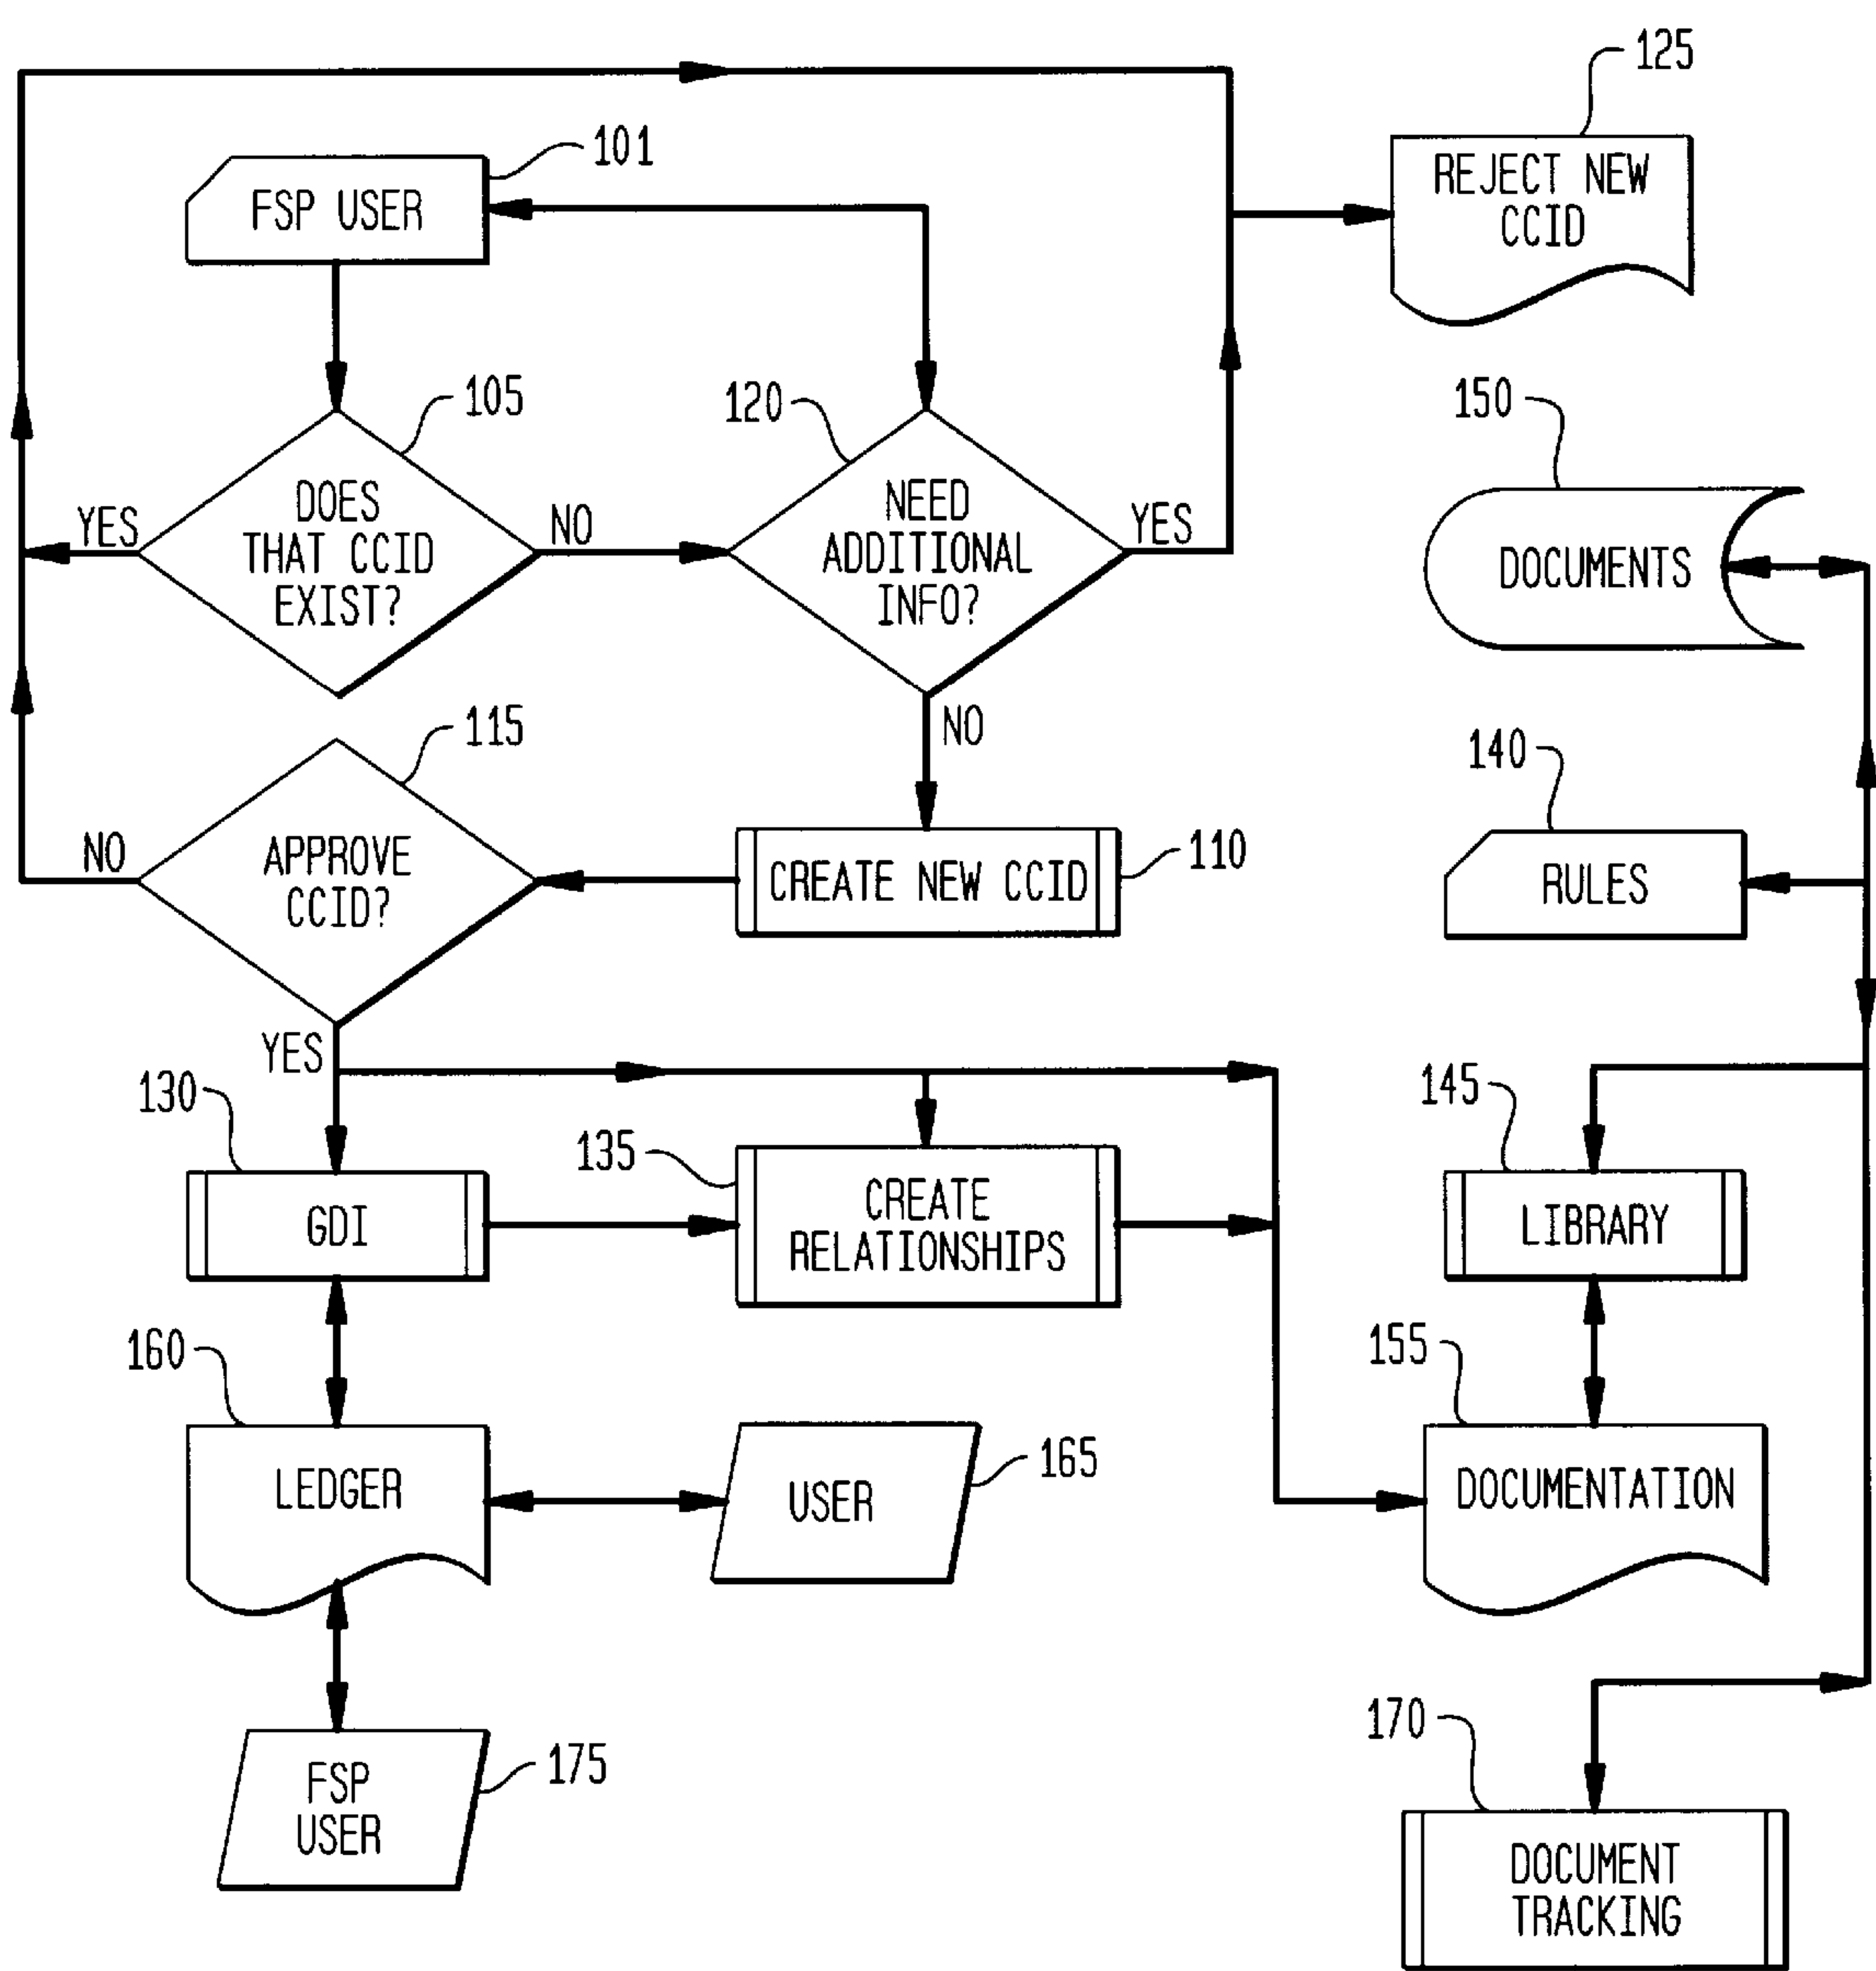 125
101
FSP USER
REJECT NEW
CCID
105
120
150
DOES
THAT CCID
EXIST?
YES
NO
NEED
ADDITIONAL
INFO?
YES
DOCUMENTS
NO
115
140
NO
APPROVE
CCID?
CREATE NEW CCID
110
RULES
YES
130
135
145
GDI
CREATE
RELATIONSHIPS
LIBRARY
160
155
LEDGER
USER
165
DOCUMENTATION
170
FSP
USER
175
DOCUMENT
TRACKING